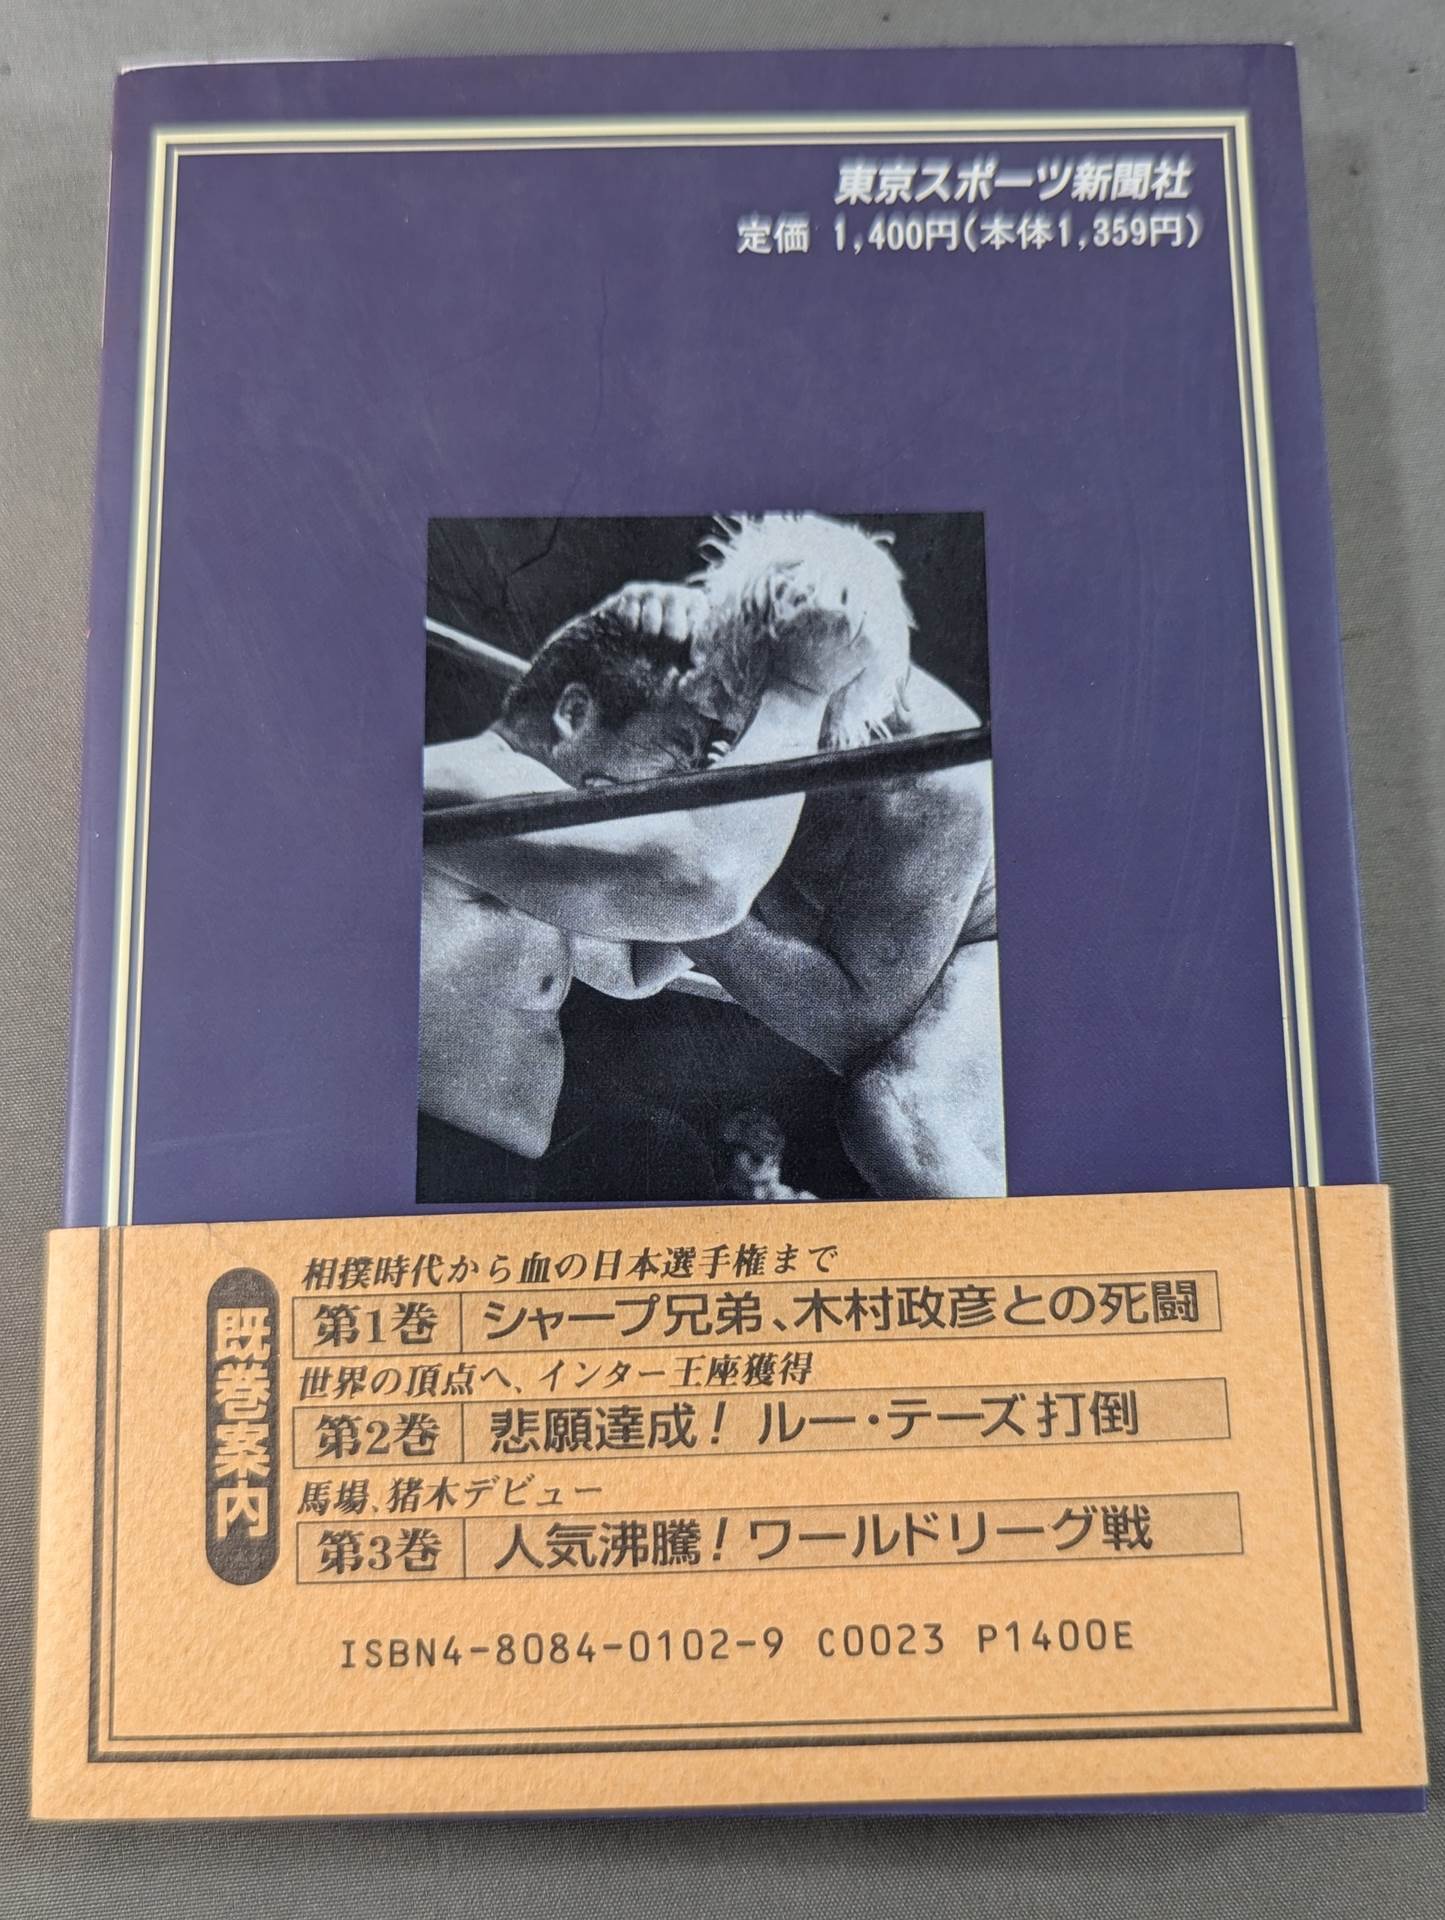 東京スポーツ新聞社
定価 1,400円(本体1,359円)
既巻案内
相撲時代から血の日本選手権まで
第1巻 シャープ兄弟、木村政彦との死闘
世界の頂点へ、インター王座獲得
第2巻 悲願達成! ルー・テーズ打倒
馬場、猪木デビュー
第3巻 人気沸騰! ワールドリーグ戦
ISBN4-8084-0102-9 C0023 P1400E